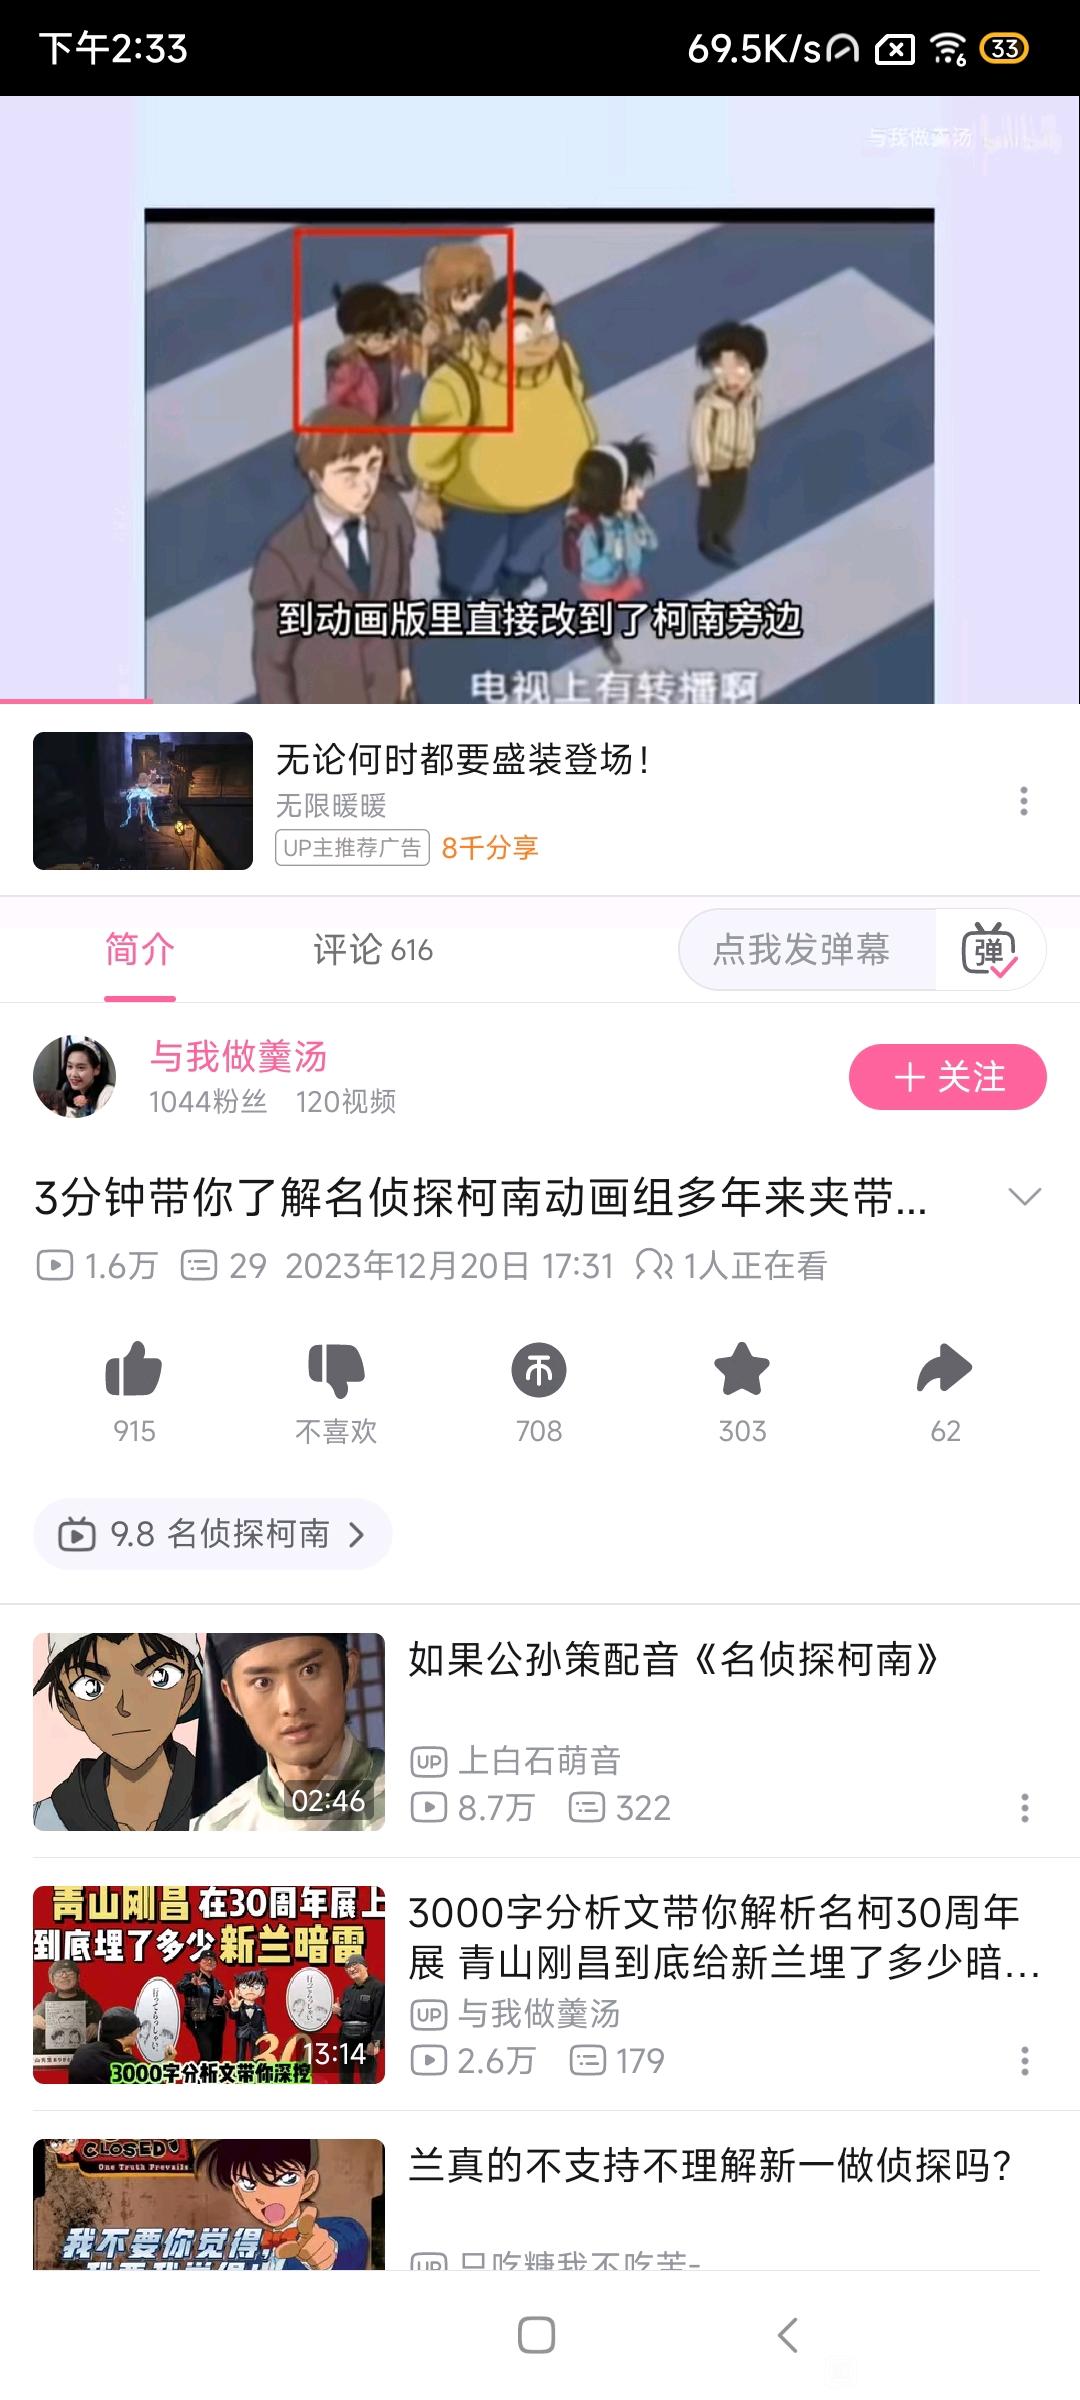 下午2:33
69.5K/s
6
33
与我做羹汤 bilibili
到动画版里直接改到了柯南旁边
电视上有转播啊
无论何时都要盛装登场！
无限暖暖
UP主推荐广告 8千分享
简介
评论 616
点我发弹幕
弹
与我做羹汤
1044粉丝 120视频
+ 关注
3分钟带你了解名侦探柯南动画组多年来夹带...
1.6万 29 2023年12月20日 17:31 1人正在看
915 不喜欢 708 303 62
9.8 名侦探柯南
02:46
如果公孙策配音《名侦探柯南》
UP 上白石萌音
8.7万 322
青山刚昌 在30周年展上
到底埋了多少新兰暗雷
30
13:14
3000字分析文带你深挖
3000字分析文带你解析名柯30周年
展 青山刚昌到底给新兰埋了多少暗...
UP 与我做羹汤
2.6万 179
CLOSED
One Truth Prevails
我不要你觉得,
兰真的不支持不理解新一做侦探吗？
UP 只吃糖我不吃苦-